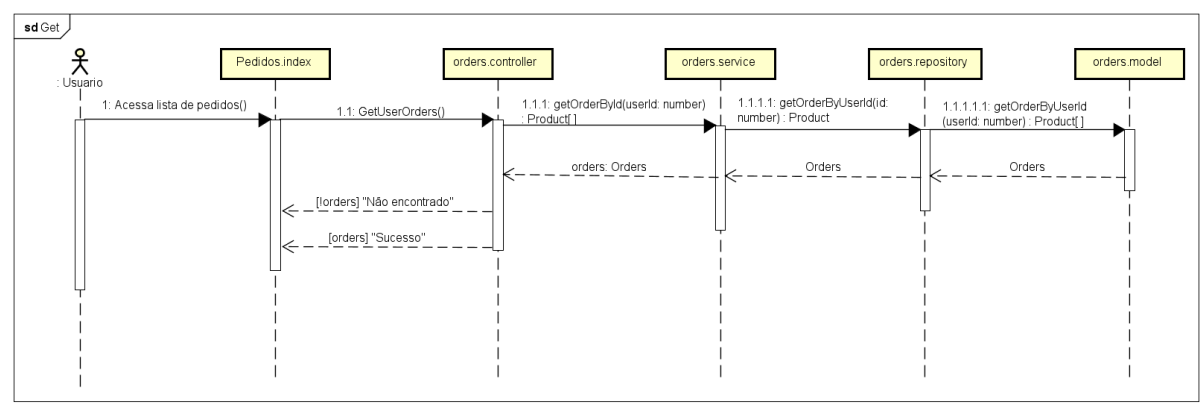 sd Get
: Usuario
Pedidos.index
orders.controller
orders.service
orders.repository
orders.model
1: Acessa lista de pedidos()
1.1: GetUserOrders()
1.1.1: getOrderById(userId: number)
: Product[ ]
1.1.1.1: getOrderByUserId(id:
number) : Product
1.1.1.1.1: getOrderByUserId
(userId: number) : Product[ ]
orders: Orders
Orders
Orders
[!orders] "Não encontrado"
[orders] "Sucesso"